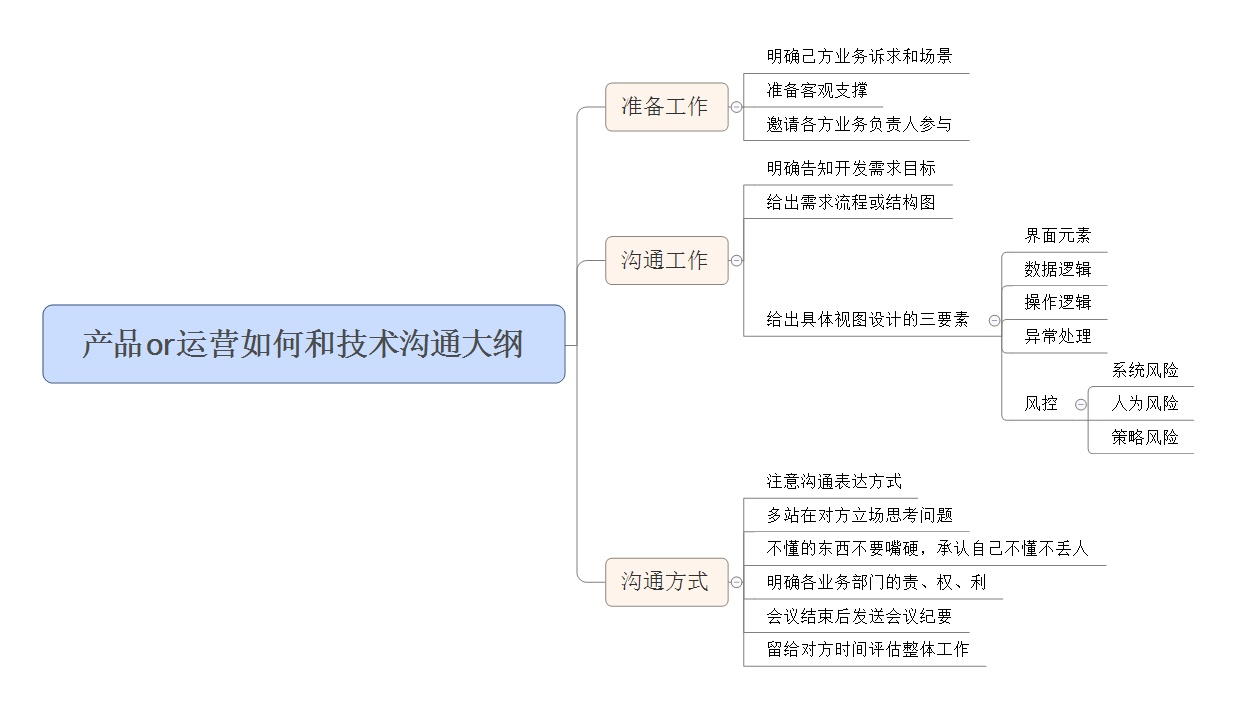 产品or运营如何和技术沟通大纲
准备工作
明确己方业务诉求和场景
准备客观支撑
邀请各方业务负责人参与
沟通工作
明确告知开发需求目标
给出需求流程或结构图
给出具体视图设计的三要素
界面元素
数据逻辑
操作逻辑
异常处理
风控
系统风险
人为风险
策略风险
沟通方式
注意沟通表达方式
多站在对方立场思考问题
不懂的东西不要嘴硬，承认自己不懂不丢人
明确各业务部门的责、权、利
会议结束后发送会议纪要
留给对方时间评估整体工作